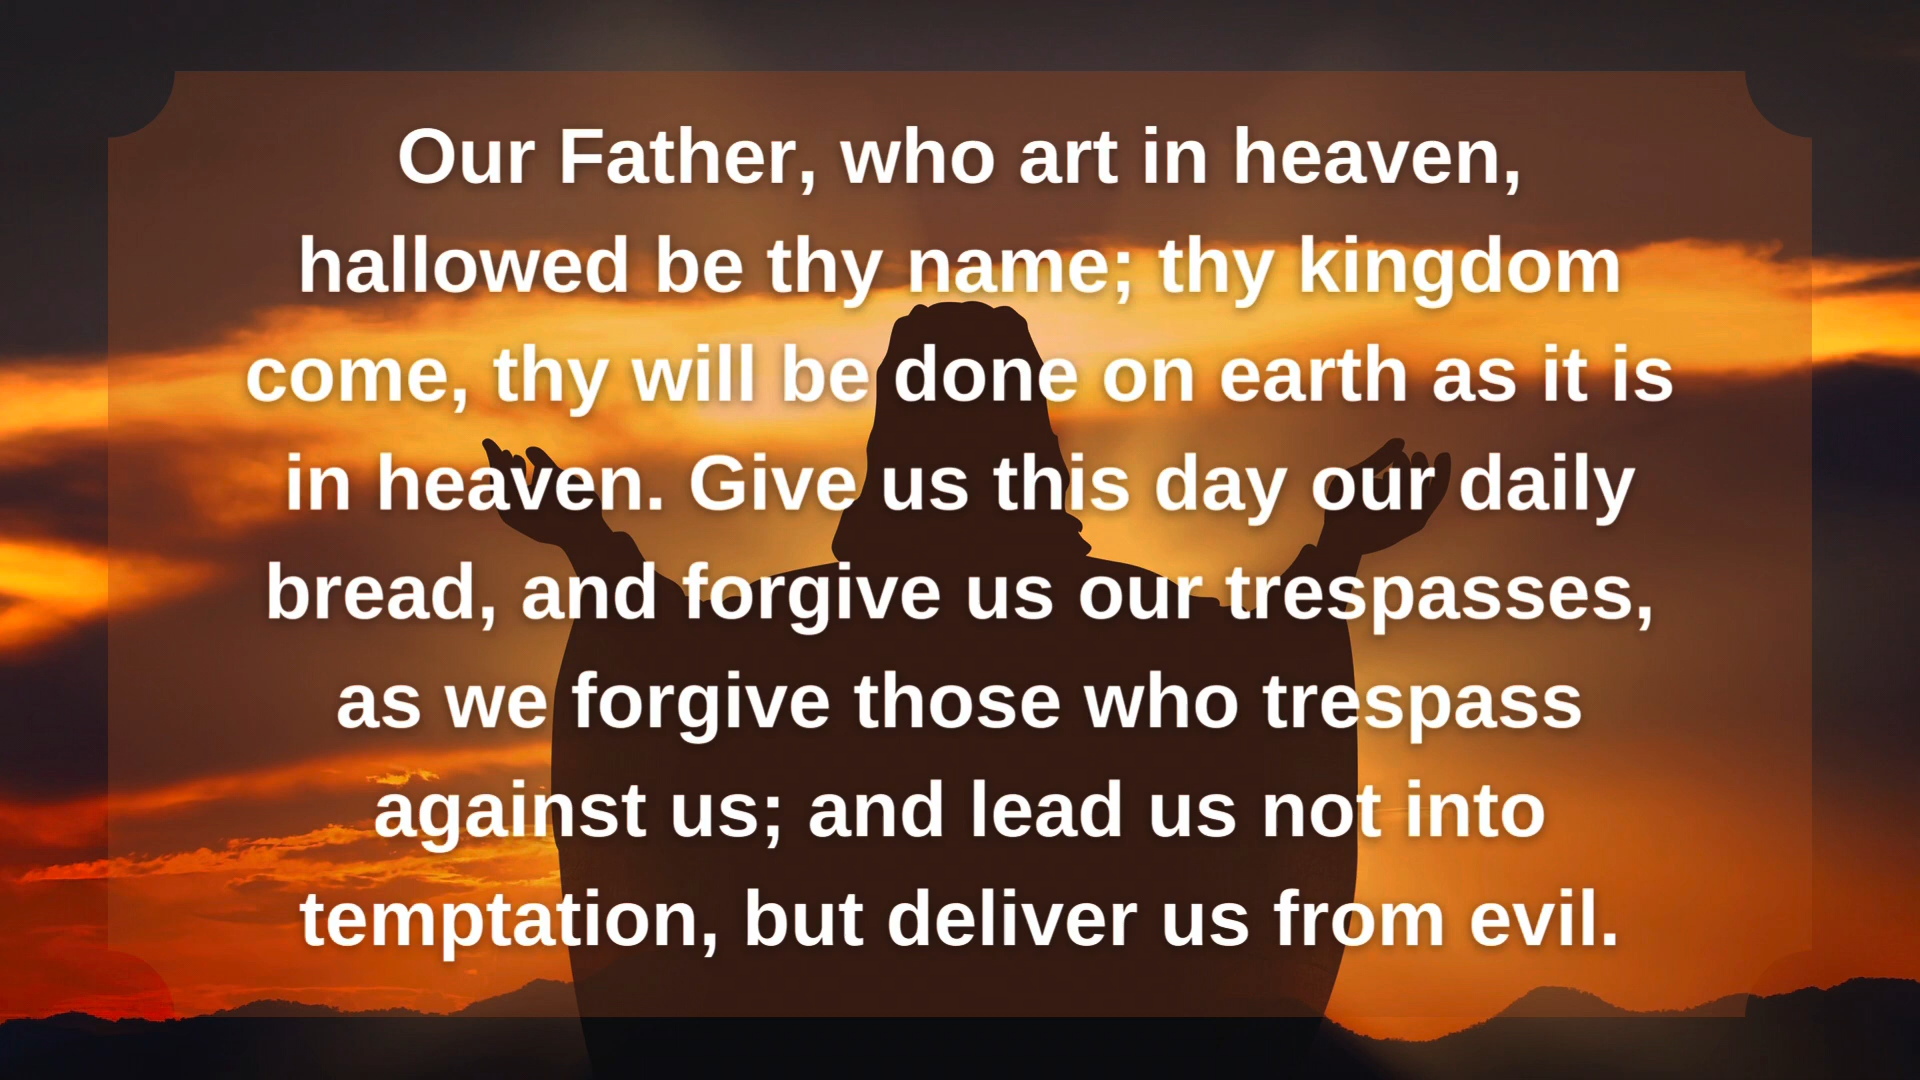 Our Father, who art in heaven,
hallowed be thy name; thy kingdom
come, thy will be done on earth as it is
in heaven. Give us this day our daily
bread, and forgive us our trespasses,
as we forgive those who trespass
against us; and lead us not into
temptation, but deliver us from evil.